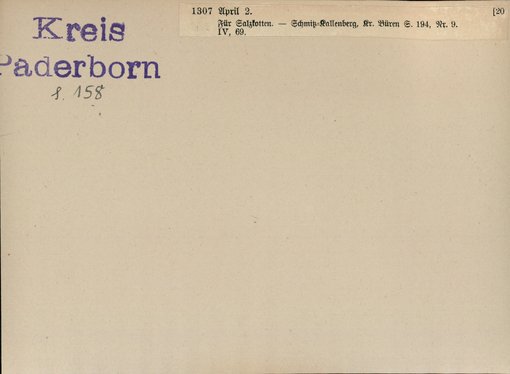 Kreis
Paderborn
S. 158
1307 April 2. [20
Für Salzkotten. — Schmitz-Kallenberg, Kr. Büren S. 194, Nr. 9.
IV, 69.